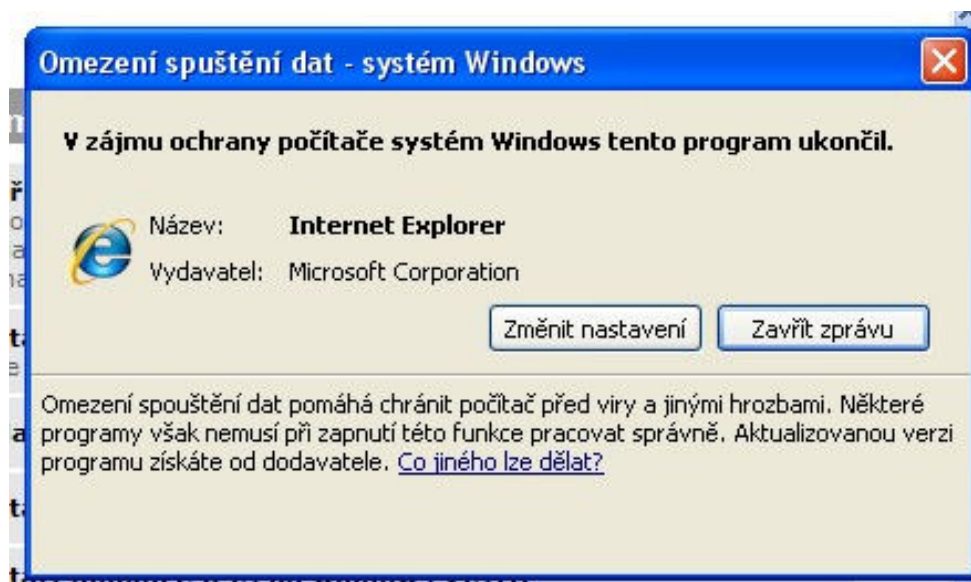 Omezení spuštění dat - systém Windows
V zájmu ochrany počítače systém Windows tento program ukončil.
Název: Internet Explorer
Vydavatel: Microsoft Corporation
Změnit nastavení Zavřít zprávu
Omezení spouštění dat pomáhá chránit počítač před viry a jinými hrozbami. Některé
programy však nemusí při zapnutí této funkce pracovat správně. Aktualizovanou verzi
programu získáte od dodavatele. Co jiného lze dělat?